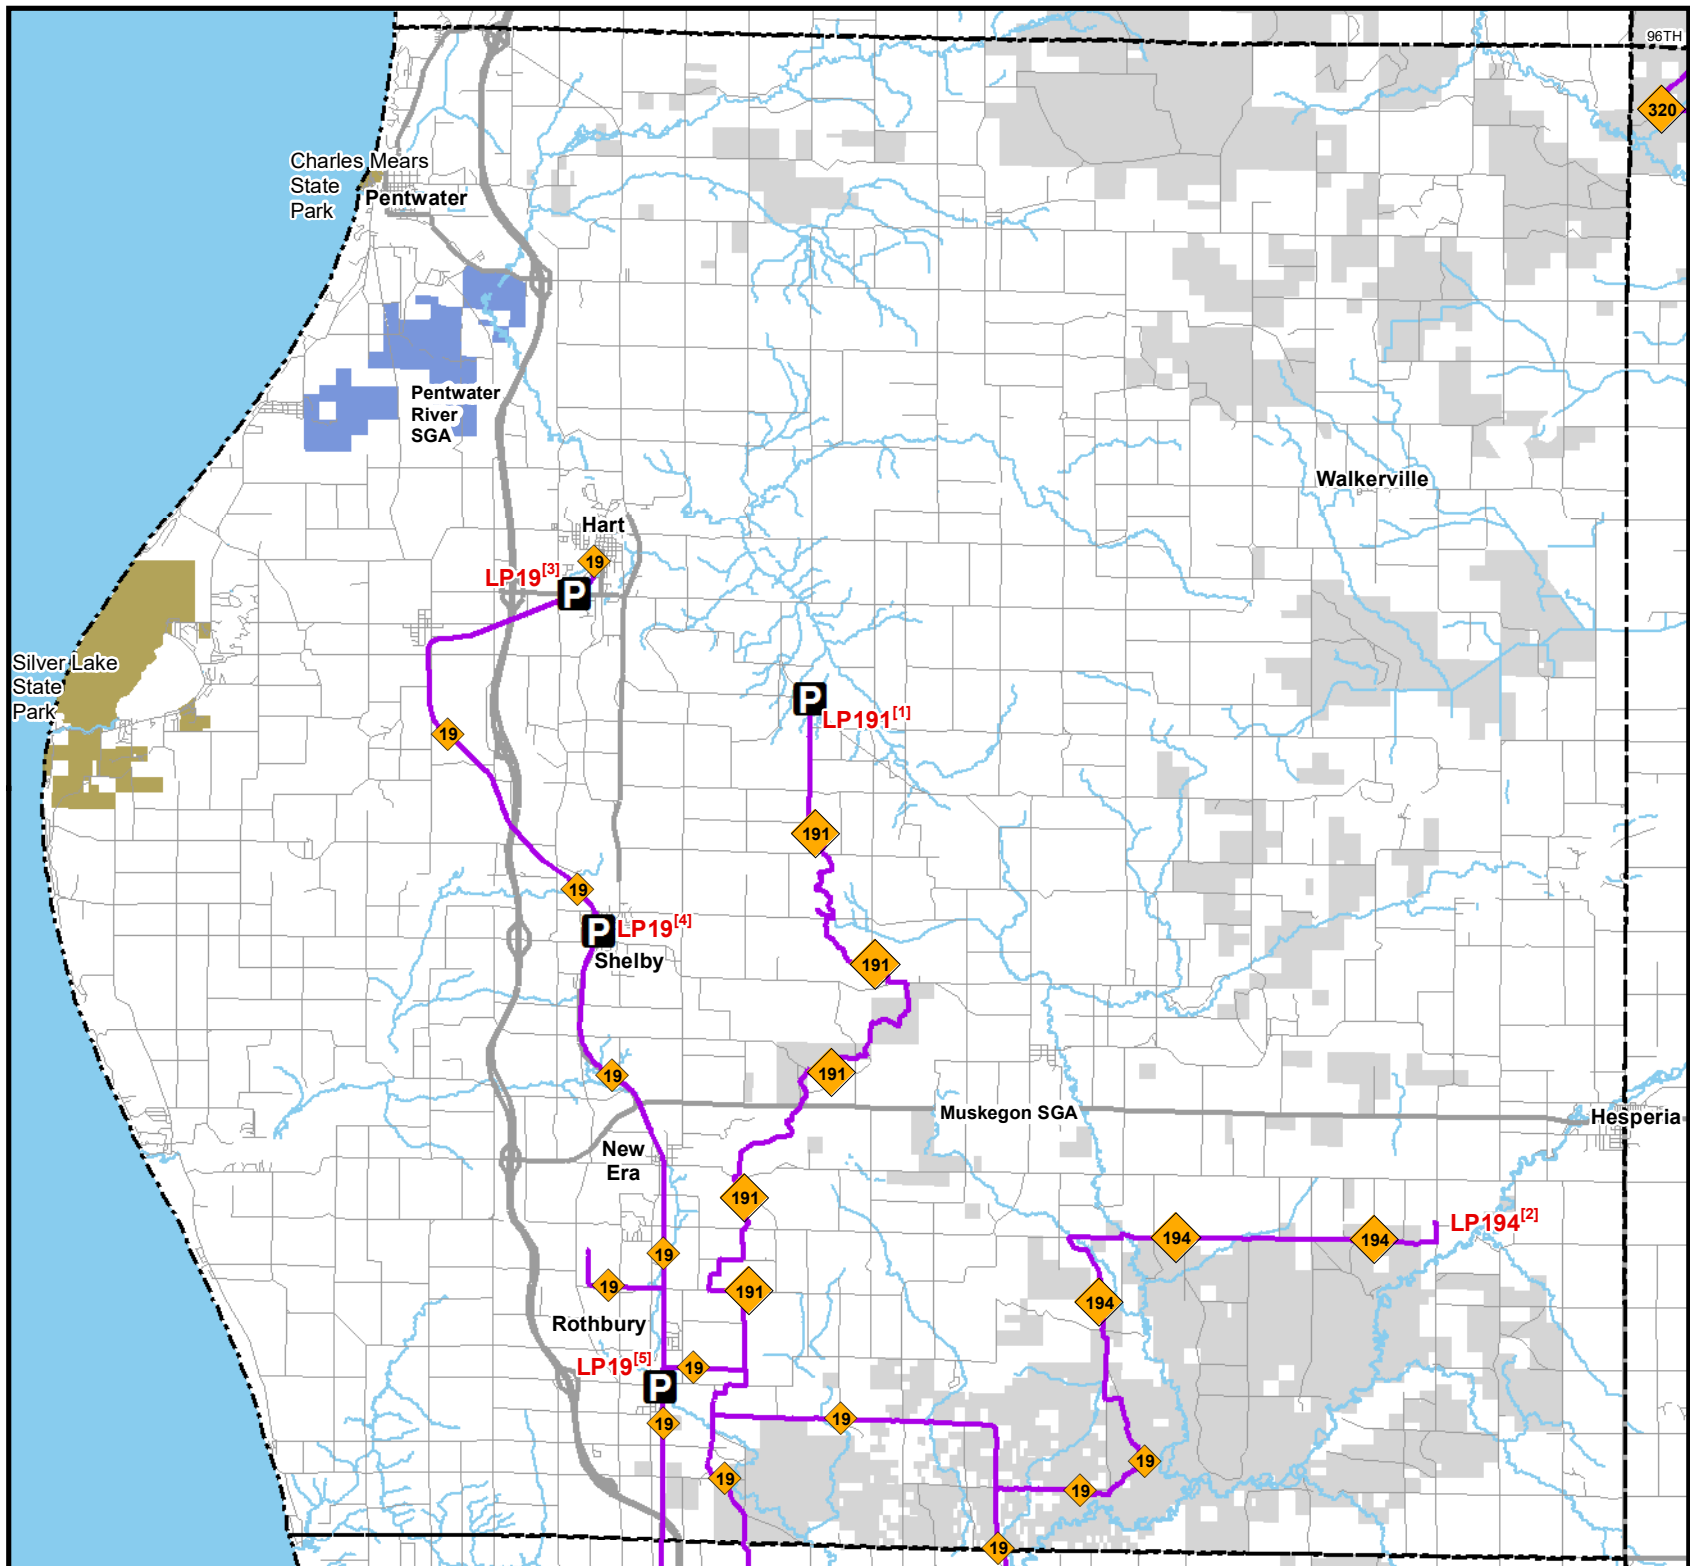 96TH
320
Charles Mears
State
Park
Pentwater
Pentwater
River
SGA
Walkerville
Hart
19
LP19[3]
P
Silver Lake
State
Park
P
LP191[1]
19
191
19
P
LP19[4]
Shelby
191
19
191
Muskegon SGA
Hesperia
New
Era
191
LP194[2]
194
194
19
19
191
194
Rothbury
LP19[5]
19
P
19
19
19
19
19
19